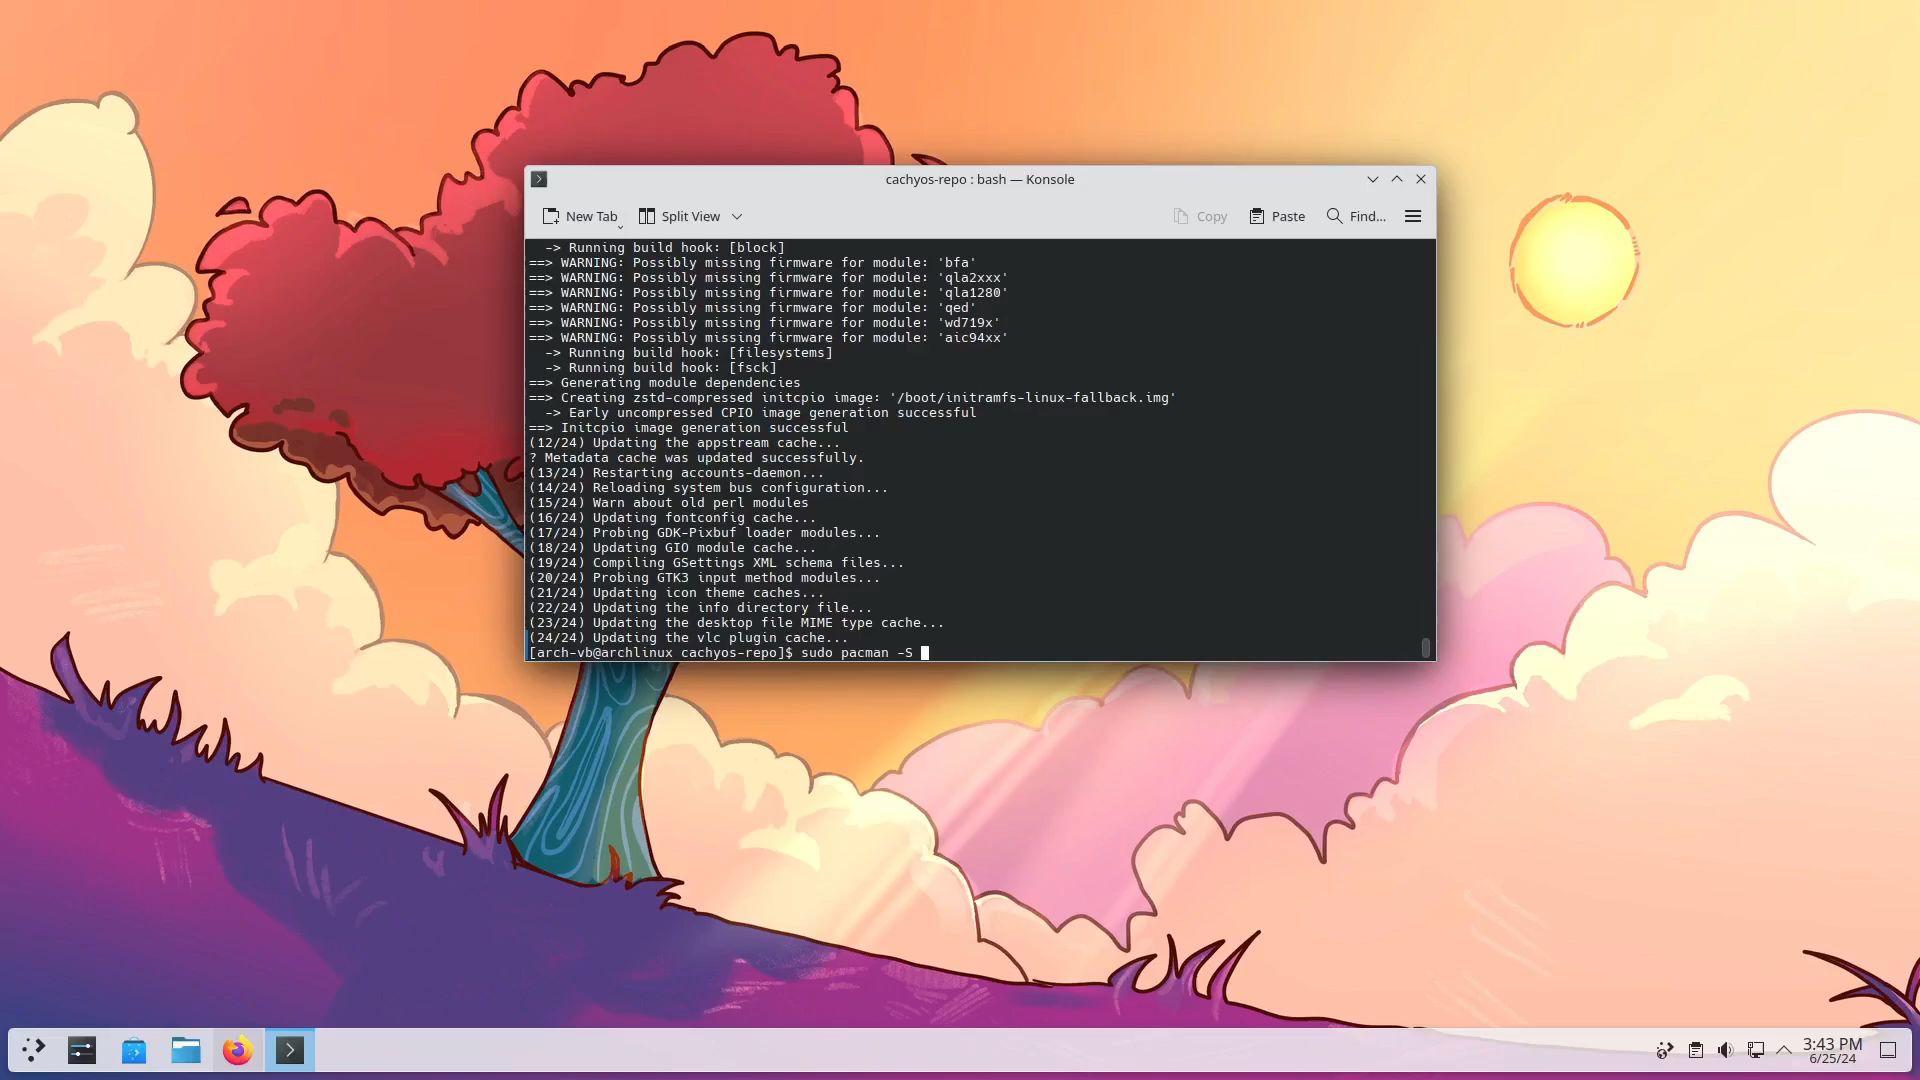 cachyos-repo : bash — Konsole
New Tab
Split View
Copy
Paste
Find...
-> Running build hook: [block]
==> WARNING: Possibly missing firmware for module: 'bfa'
==> WARNING: Possibly missing firmware for module: 'qla2xxx'
==> WARNING: Possibly missing firmware for module: 'qla1280'
==> WARNING: Possibly missing firmware for module: 'qed'
==> WARNING: Possibly missing firmware for module: 'wd719x'
==> WARNING: Possibly missing firmware for module: 'aic94xx'
-> Running build hook: [filesystems]
-> Running build hook: [fsck]
==> Generating module dependencies
==> Creating zstd-compressed initcpio image: '/boot/initramfs-linux-fallback.img'
-> Early uncompressed CPIO image generation successful
==> Initcpio image generation successful
(12/24) Updating the appstream cache...
? Metadata cache was updated successfully.
(13/24) Restarting accounts-daemon...
(14/24) Reloading system bus configuration...
(15/24) Warn about old perl modules
(16/24) Updating fontconfig cache...
(17/24) Probing GDK-Pixbuf loader modules...
(18/24) Updating GIO module cache...
(19/24) Compiling GSettings XML schema files...
(20/24) Probing GTK3 input method modules...
(21/24) Updating icon theme caches...
(22/24) Updating the info directory file...
(23/24) Updating the desktop file MIME type cache...
(24/24) Updating the vlc plugin cache...
[arch-vb@archlinux cachyos-repo]$ sudo pacman -S
3:43 PM
6/25/24